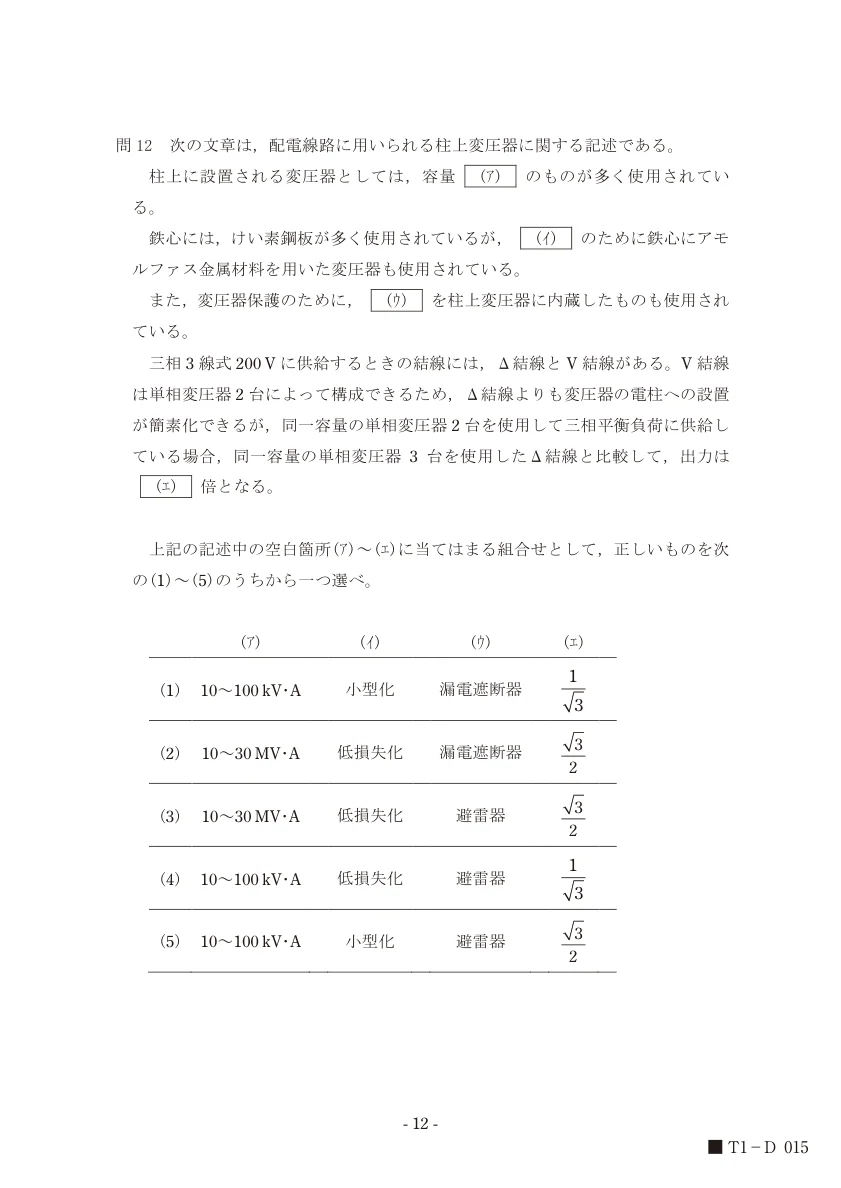 問 12　次の文章は，配電線路に用いられる柱上変圧器に関する記述である。
柱上に設置される変圧器としては，容量 (ｱ) のものが多く使用されてい
る。
鉄心には，けい素鋼板が多く使用されているが， (ｲ) のために鉄心にアモ
ルファス金属材料を用いた変圧器も使用されている。
また，変圧器保護のために， (ｳ) を柱上変圧器に内蔵したものも使用され
ている。
三相 3 線式 200 V に供給するときの結線には，Δ結線と V 結線がある。V 結線
は単相変圧器 2 台によって構成できるため，Δ結線よりも変圧器の電柱への設置
が簡素化できるが，同一容量の単相変圧器 2 台を使用して三相平衡負荷に供給し
ている場合，同一容量の単相変圧器 3 台を使用したΔ結線と比較して，出力は
(ｴ) 倍となる。
上記の記述中の空白箇所(ｱ)～(ｴ)に当てはまる組合せとして，正しいものを次
の(1)～(5)のうちから一つ選べ。
(ｱ) (ｲ) (ｳ) (ｴ)
(1) 10～100 kV･A 小型化 漏電遮断器 1/√3
(2) 10～30 MV･A 低損失化 漏電遮断器 √3/2
(3) 10～30 MV･A 低損失化 避雷器 √3/2
(4) 10～100 kV･A 低損失化 避雷器 1/√3
(5) 10～100 kV･A 小型化 避雷器 √3/2
- 12 -
■ T1－D 015